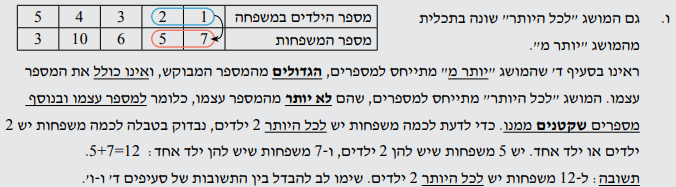 ו. גם המושג "לכל היותר" שונה בתכלית
מהמושג "יותר מ".
מספר הילדים במשפחה 1 2 3 4 5
מספר המשפחות 7 5 6 10 3
ראינו בסעיף ד' שהמושג "יותר מ" מתייחס למספרים, הגדולים מהמספר המבוקש, ואינו כולל את המספר
עצמו. המושג "לכל היותר" מתייחס למספרים, שהם לא יותר מהמספר עצמו, כלומר למספר עצמו ובנוסף
מספרים שקטנים ממנו. כדי לדעת לכמה משפחות יש לכל היותר 2 ילדים, נבדוק בטבלה לכמה משפחות יש 2
ילדים או ילד אחד. יש 5 משפחות שיש להן 2 ילדים, ו-7 משפחות שיש להן ילד אחד: 5+7=12.
תשובה: ל-12 משפחות יש לכל היותר 2 ילדים. שימו לב להבדל בין התשובות של סעיפים ד' ו-ו'.